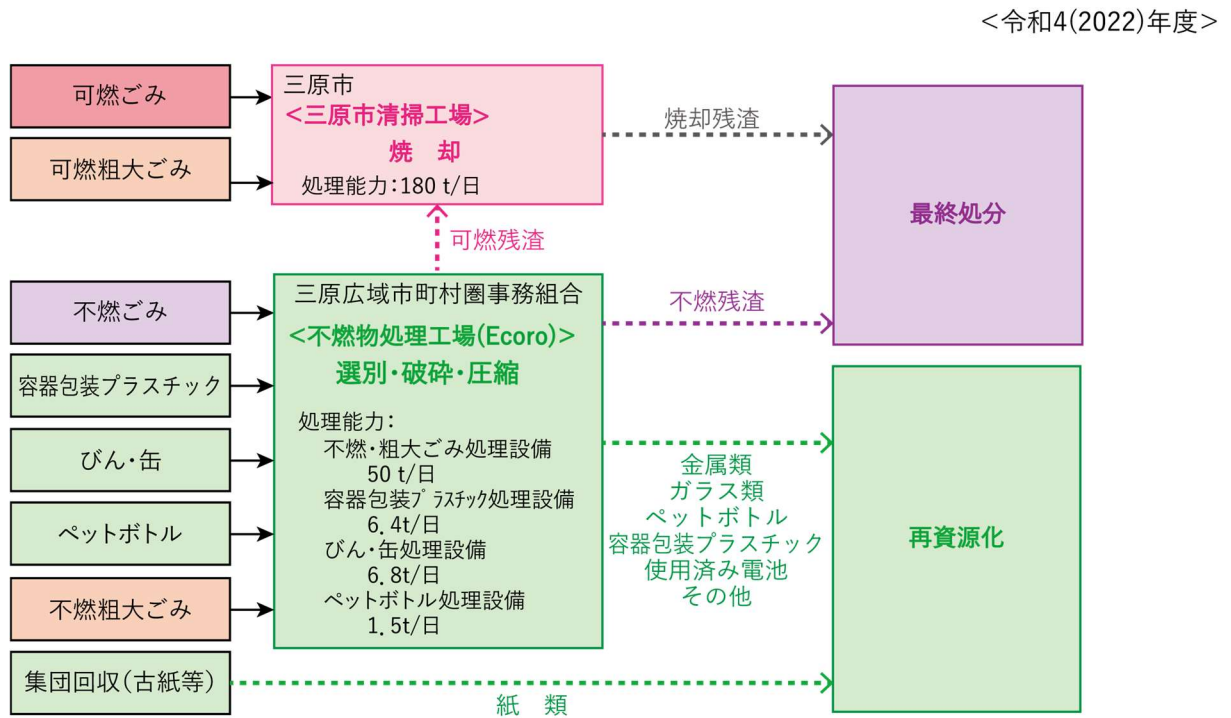 <令和4(2022)年度>
可燃ごみ
可燃粗大ごみ
三原市
<三原市清掃工場>
焼 却
処理能力:180 t/日
焼却残渣
最終処分
可燃残渣
不燃ごみ
容器包装プラスチック
びん・缶
ペットボトル
不燃粗大ごみ
集団回収(古紙等)
三原広域市町村圏事務組合
<不燃物処理工場(Ecoro)>
選別・破砕・圧縮
処理能力:
不燃・粗大ごみ処理設備
50 t/日
容器包装プラスチック処理設備
6.4t/日
びん・缶処理設備
6.8t/日
ペットボトル処理設備
1.5t/日
不燃残渣
金属類
ガラス類
ペットボトル
容器包装プラスチック
使用済み電池
その他
再資源化
紙 類